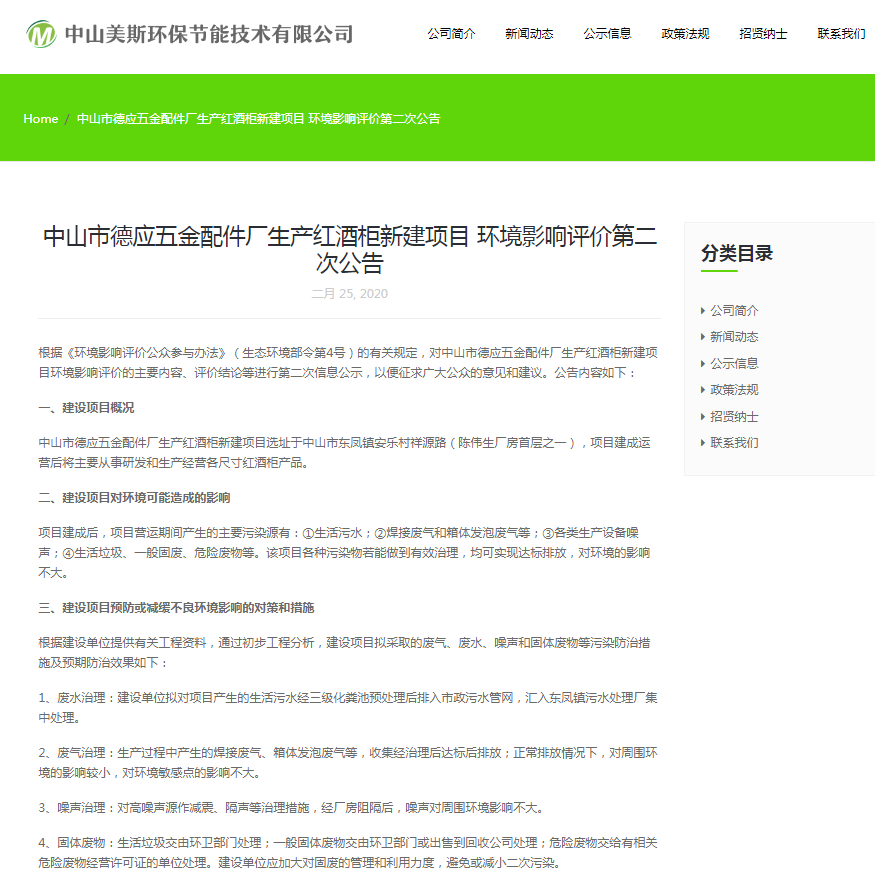 中山美斯环保节能技术有限公司
公司简介 新闻动态 公示信息 政策法规 招贤纳士 联系我们
Home / 中山市德应五金配件厂生产红酒柜新建项目 环境影响评价第二次公告
中山市德应五金配件厂生产红酒柜新建项目 环境影响评价第二
次公告
二月 25, 2020
根据《环境影响评价公众参与办法》（生态环境部令第4号）的有关规定，对中山市德应五金配件厂生产红酒柜新建项
目环境影响评价的主要内容、评价结论等进行第二次信息公示，以便征求广大公众的意见和建议。公告内容如下：
一、建设项目概况
中山市德应五金配件厂生产红酒柜新建项目选址于中山市东凤镇安乐村祥源路（陈伟生厂房首层之一），项目建成运
营后将主要从事研发和生产经营各尺寸红酒柜产品。
二、建设项目对环境可能造成的影响
项目建成后，项目营运期间产生的主要污染源有：①生活污水；②焊接废气和箱体发泡废气等；③各类生产设备噪
声；④生活垃圾、一般固废、危险废物等。该项目各种污染物若能做到有效治理，均可实现达标排放，对环境的影响
不大。
三、建设项目预防或减缓不良环境影响的对策和措施
根据建设单位提供有关工程资料，通过初步工程分析，建设项目拟采取的废气、废水、噪声和固体废物等污染防治措
施及预期防治效果如下：
1、废水治理：建设单位拟对项目产生的生活污水经三级化粪池预处理后排入市政污水管网，汇入东凤镇污水处理厂集
中处理。
2、废气治理：生产过程中产生的焊接废气、箱体发泡废气等，收集经治理后达标后排放；正常排放情况下，对周围环
境的影响较小，对环境敏感点的影响不大。
3、噪声治理：对高噪声源作减震、隔声等治理措施，经厂房阻隔后，噪声对周围环境影响不大。
4、固体废物：生活垃圾交由环卫部门处理；一般固体废物交由环卫部门或出售到回收公司处理；危险废物交给有相关
危险废物经营许可证的单位处理。建设单位应加大对固废的管理和利用力度，避免或减小二次污染。
分类目录
公司简介
新闻动态
公示信息
政策法规
招贤纳士
联系我们